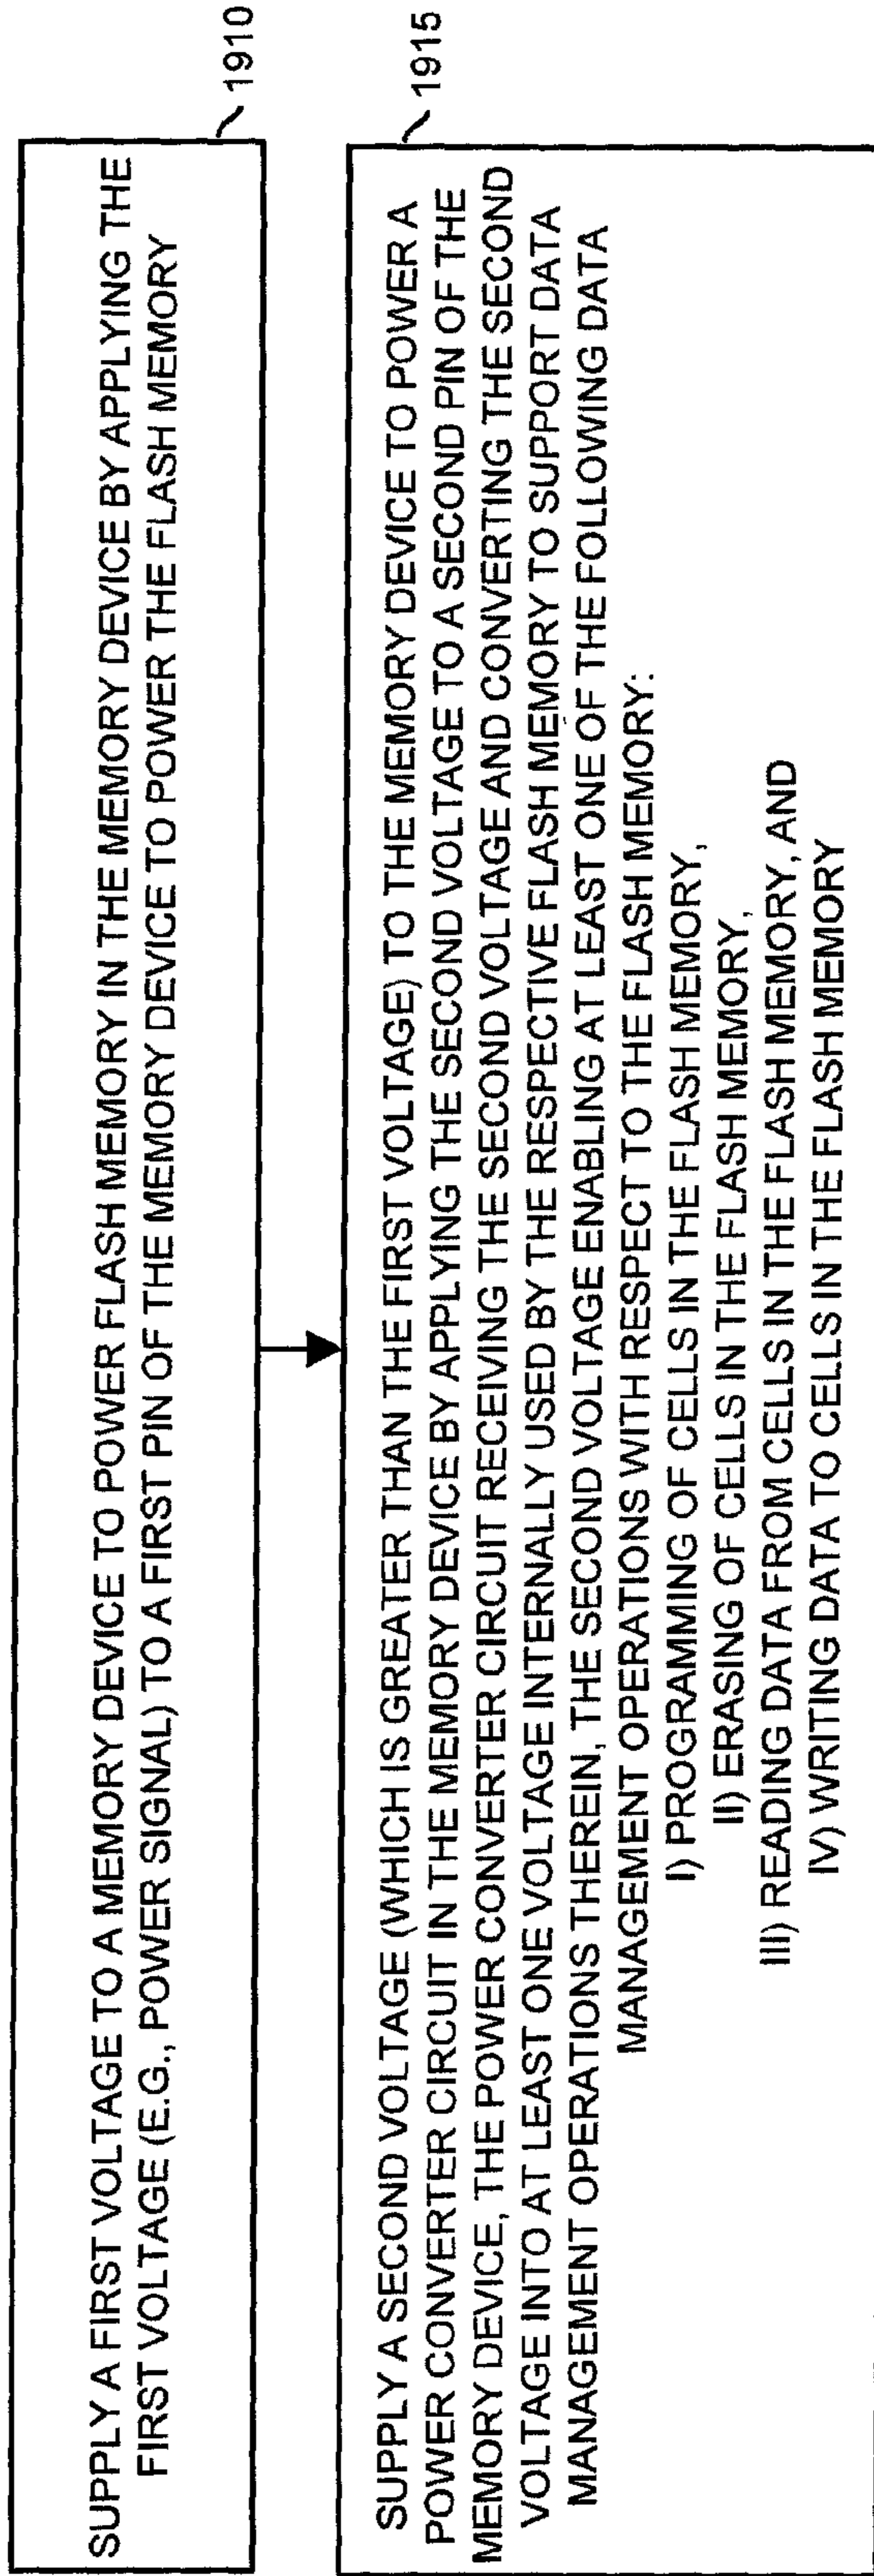 SUPPLY A FIRST VOLTAGE TO A MEMORY DEVICE TO POWER FLASH MEMORY IN THE MEMORY DEVICE BY APPLYING THE
FIRST VOLTAGE (E.G., POWER SIGNAL) TO A FIRST PIN OF THE MEMORY DEVICE TO POWER THE FLASH MEMORY
1910
SUPPLY A SECOND VOLTAGE (WHICH IS GREATER THAN THE FIRST VOLTAGE) TO THE MEMORY DEVICE TO POWER A
POWER CONVERTER CIRCUIT IN THE MEMORY DEVICE BY APPLYING THE SECOND VOLTAGE TO A SECOND PIN OF THE
MEMORY DEVICE, THE POWER CONVERTER CIRCUIT RECEIVING THE SECOND VOLTAGE AND CONVERTING THE SECOND
VOLTAGE INTO AT LEAST ONE VOLTAGE INTERNALLY USED BY THE RESPECTIVE FLASH MEMORY TO SUPPORT DATA
MANAGEMENT OPERATIONS THEREIN, THE SECOND VOLTAGE ENABLING AT LEAST ONE OF THE FOLLOWING DATA
MANAGEMENT OPERATIONS WITH RESPECT TO THE FLASH MEMORY:
I) PROGRAMMING OF CELLS IN THE FLASH MEMORY,
II) ERASING OF CELLS IN THE FLASH MEMORY,
III) READING DATA FROM CELLS IN THE FLASH MEMORY, AND
IV) WRITING DATA TO CELLS IN THE FLASH MEMORY
1915